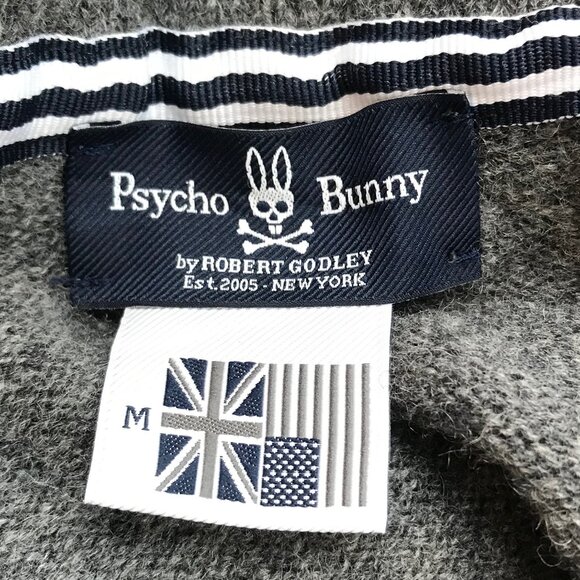 Psycho Bunny
by ROBERT GODLEY
Est. 2005 - NEW YORK
M